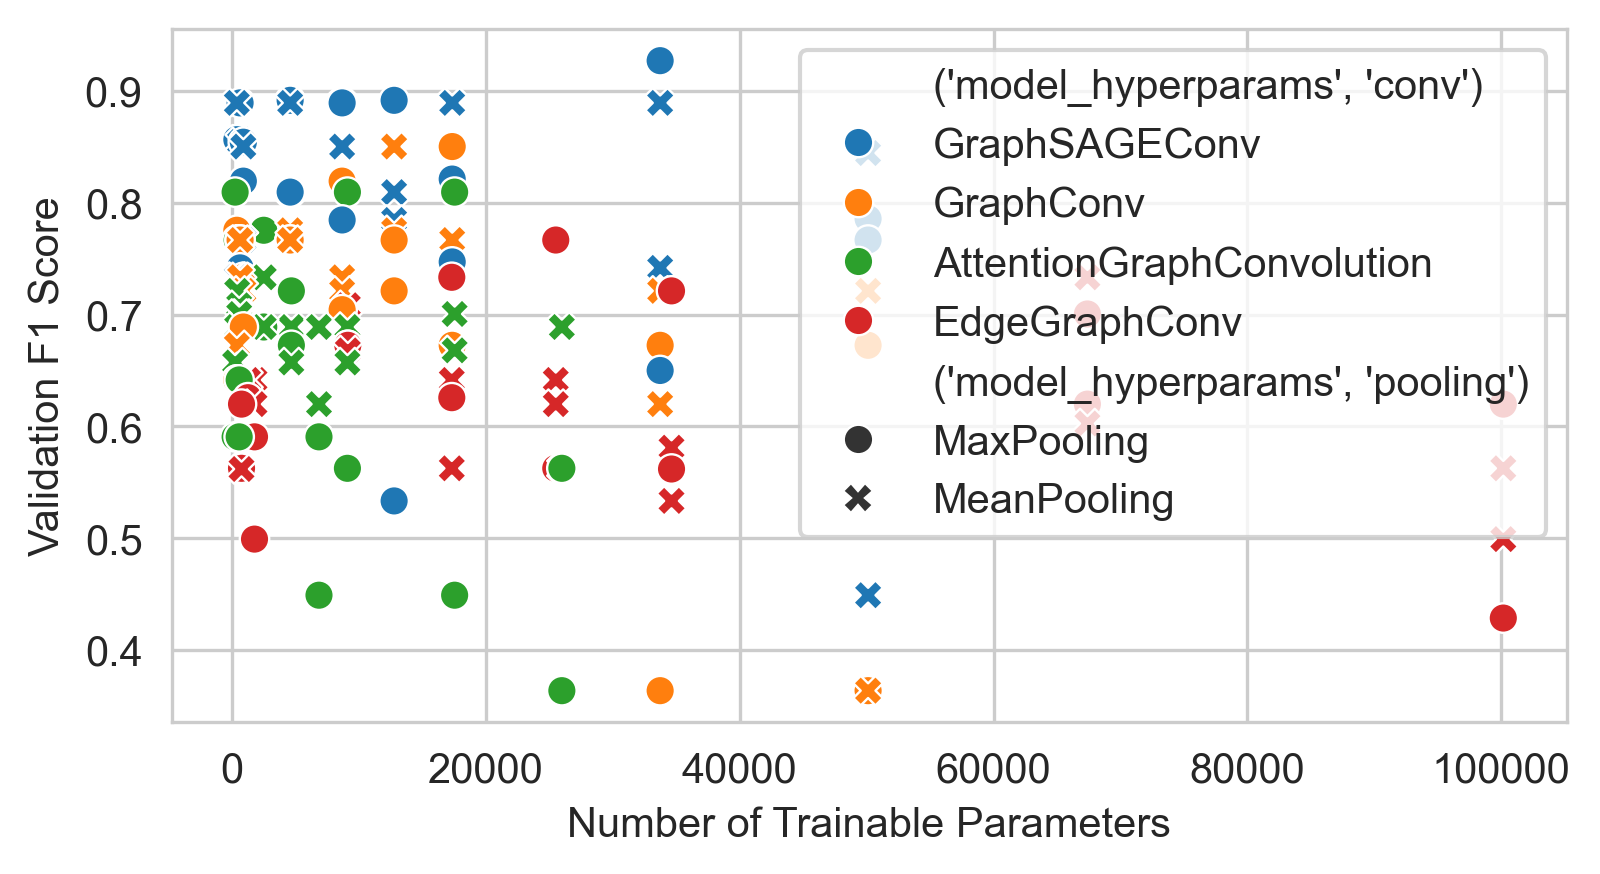 Validation F1 Score
0.9
0.8
0.7
0.6
0.5
0.4
('model_hyperparams', 'conv')
GraphSAGEConv
GraphConv
AttentionGraphConvolution
EdgeGraphConv
('model_hyperparams', 'pooling')
MaxPooling
MeanPooling
0 20000 40000 60000 80000 100000
Number of Trainable Parameters